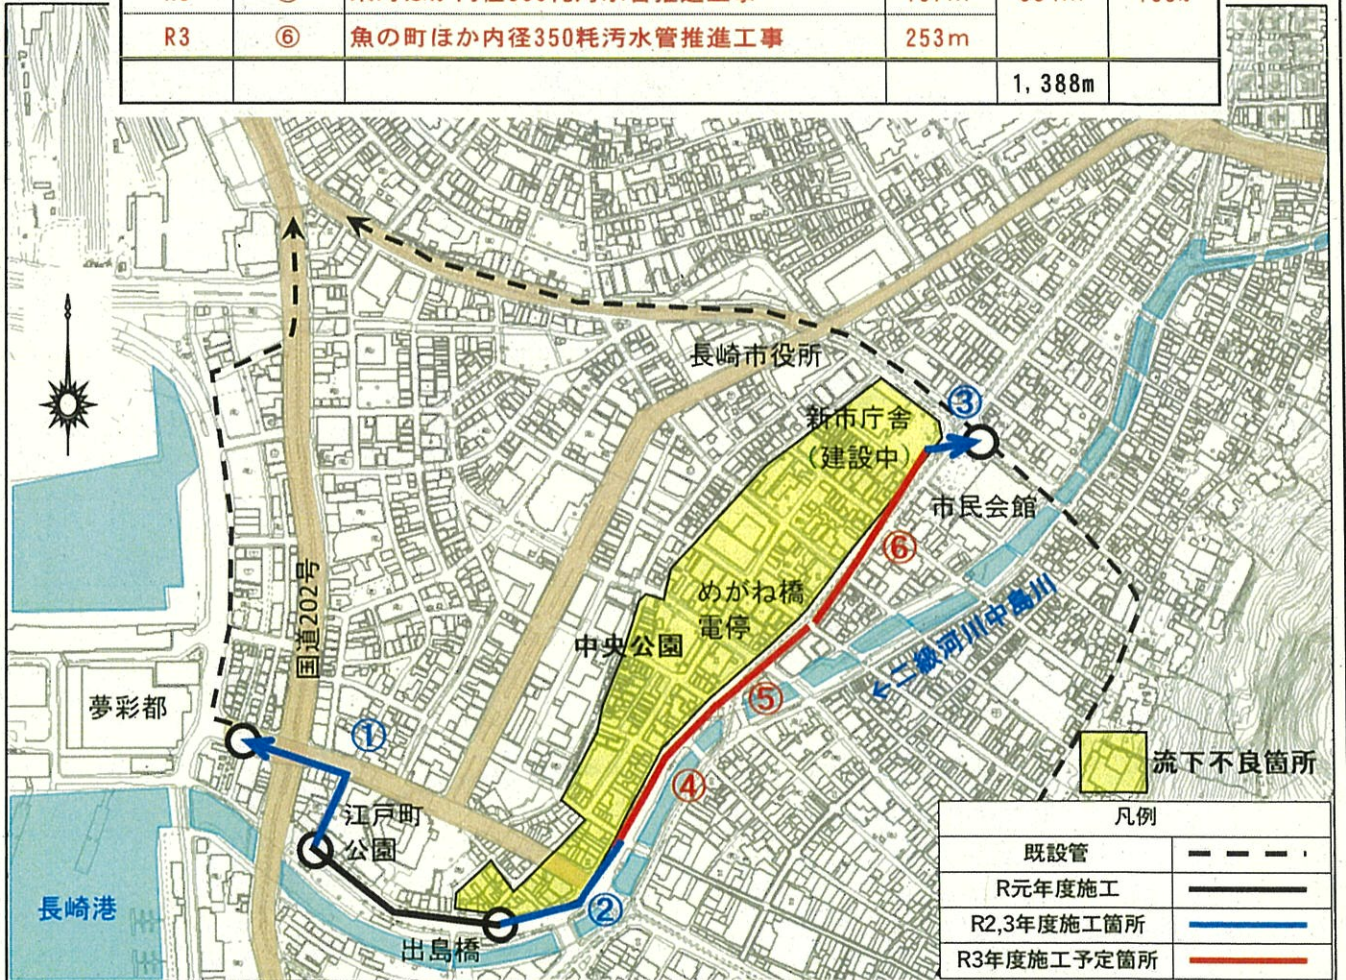 R3 ⑥ 魚の町ほか内径350粍汚水管推進工事 253m
1,388m
長崎市役所
③
新市庁舎
（建設中）
市民会館
⑥
国道202号
めがね橋
電停
中央公園
←二級河川中島川
⑤
夢彩都
①
流下不良箇所
④
江戸町
公園
長崎港
②
出島橋
凡例
既設管
R元年度施工
R2,3年度施工箇所
R3年度施工予定箇所